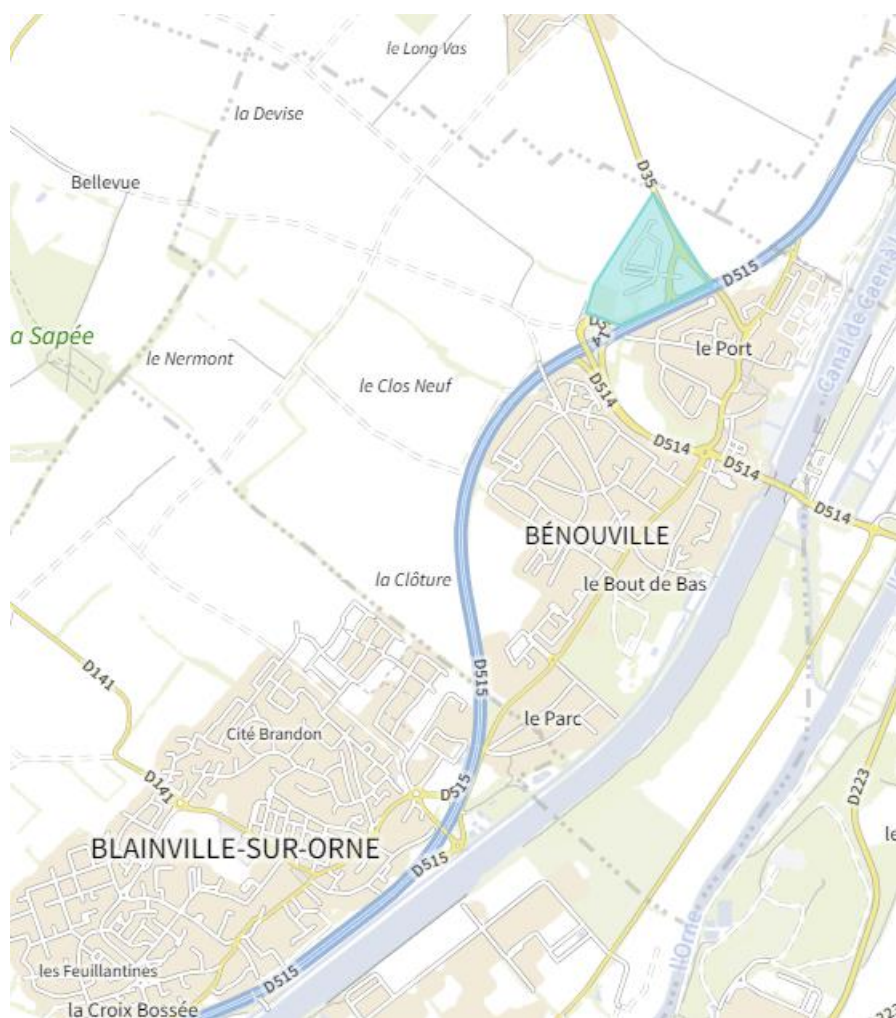 le Long Vas
la Devise
Bellevue
D35
D515
a Sapée
le Nermont
le Clos Neuf
D514
le Port
Canal de Caen à l
D514
D514
D514
D514
BÉNOUVILLE
la Clôture
le Bout de Bas
D141
D515
le Parc
Cité Brandon
D141
D515
D223
BLAINVILLE-SUR-ORNE
D515
le
l'Orne
les Feuillantines
D515
la Croix Bossée